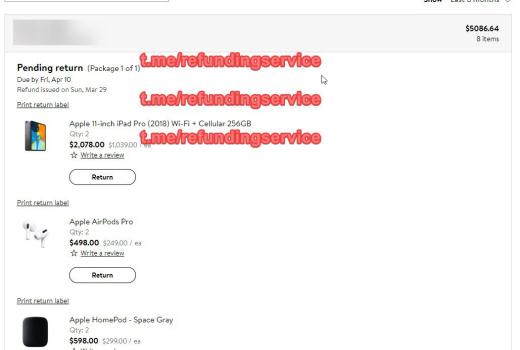 Show Last 6 months
$5086.64
8 items
Pending return (Package 1 of 1)
t.me/refundingservice
Due by Fri, Apr 10
Refund issued on Sun, Mar 29
Print return label
t.me/refundingservice
Apple 11-inch iPad Pro (2018) Wi-Fi + Cellular 256GB
Qty: 2
t.me/refundingservice
$2,078.00 $1,039.00 / ea
Write a review
Return
Print return label
Apple AirPods Pro
Qty: 2
$498.00 $249.00 / ea
Write a review
Return
Print return label
Apple HomePod - Space Gray
Qty: 2
$598.00 $299.00 / ea